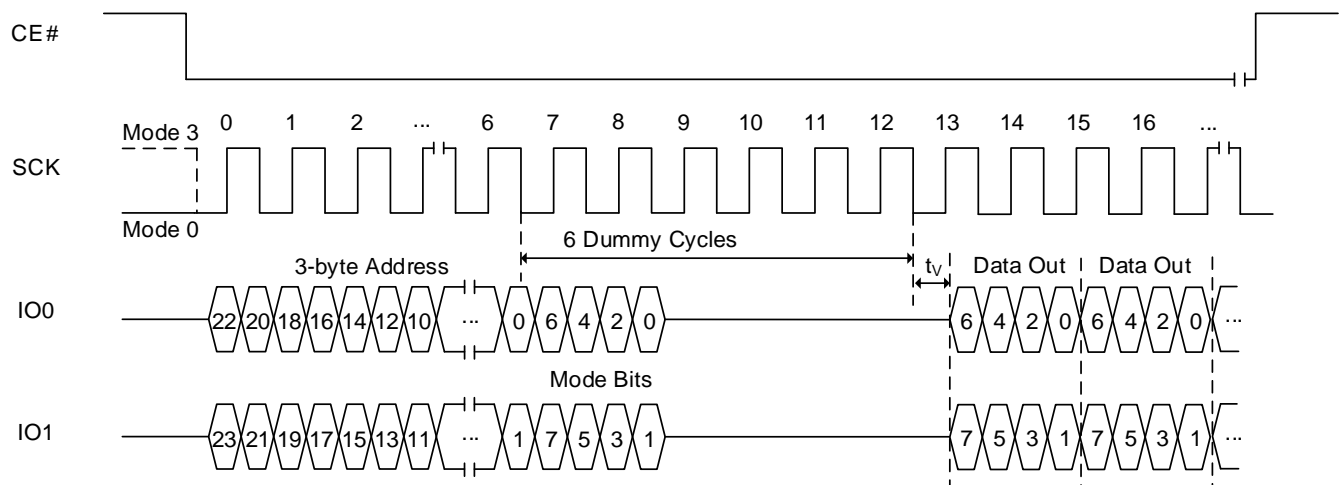 CE#
0 1 2 ... 6 7 8 9 10 11 12 13 14 15 16 ...
Mode 3
SCK
Mode 0
6 Dummy Cycles
3-byte Address tV Data Out Data Out
IO0 22 20 18 16 14 12 10 ... 0 6 4 2 0 6 4 2 0 6 4 2 0 ...
Mode Bits
IO1 23 21 19 17 15 13 11 ... 1 7 5 3 1 7 5 3 1 7 5 3 1 ...